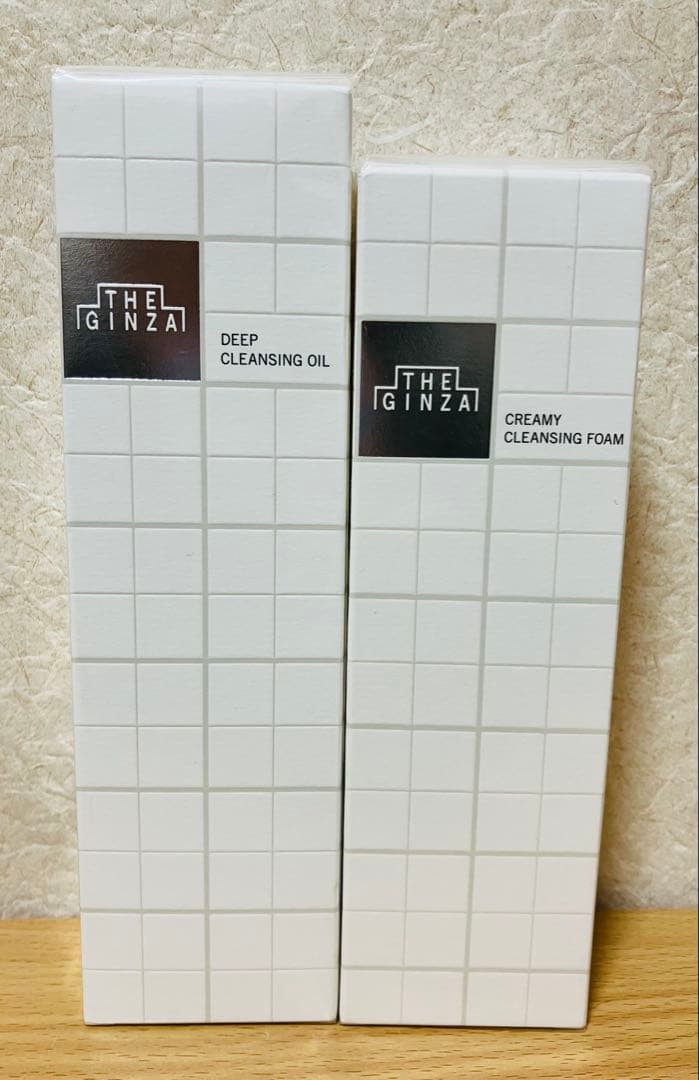 THE
GINZA
DEEP
CLEANSING OIL
THE
GINZA
CREAMY
CLEANSING FOAM